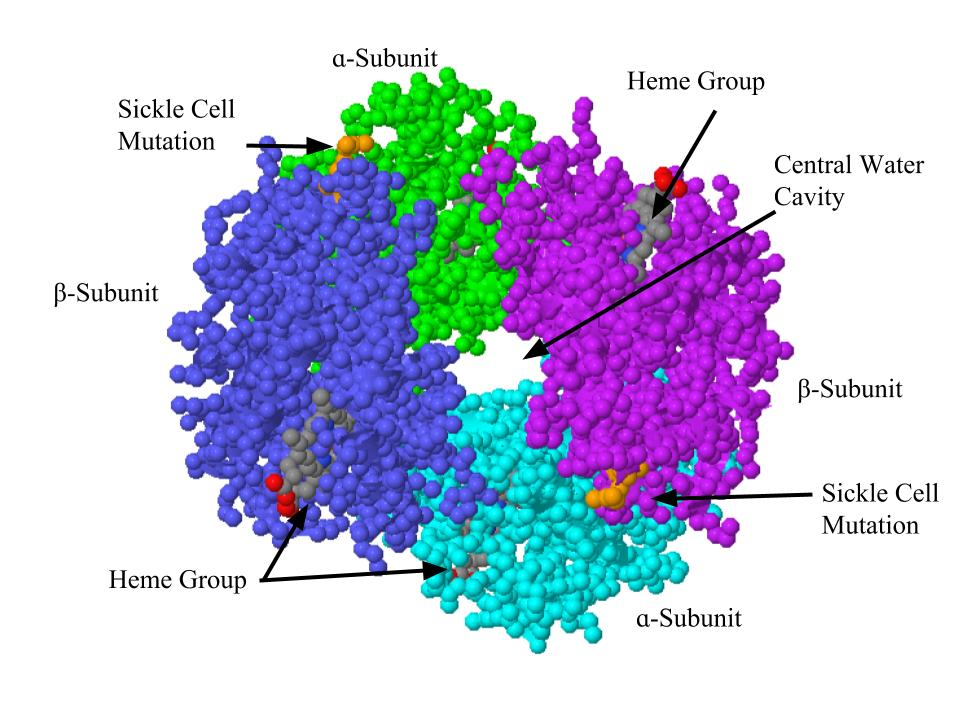 ɑ-Subunit
Heme Group
Sickle Cell
Mutation
Central Water
Cavity
β-Subunit
β-Subunit
Sickle Cell
Mutation
Heme Group
ɑ-Subunit